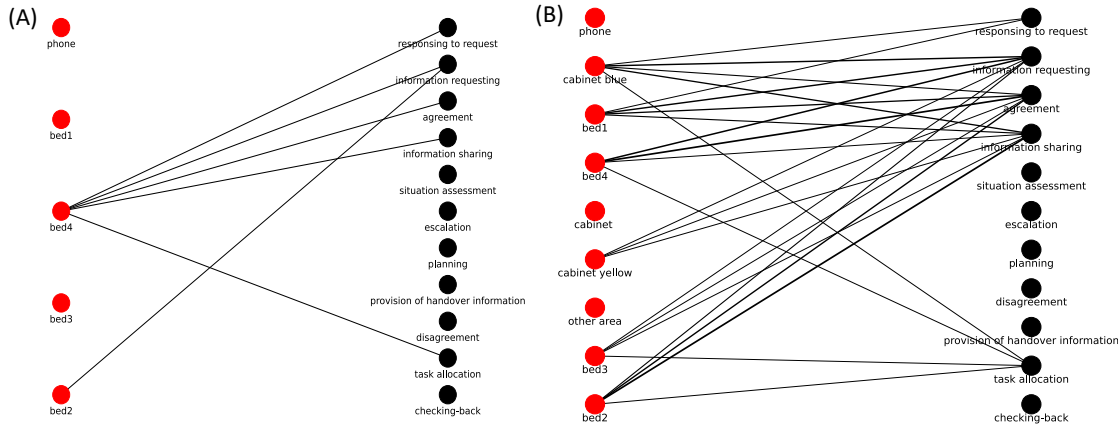 (A)
phone
bed1
bed4
bed3
bed2
responsing to request
information requesting
agreement
information sharing
situation assessment
escalation
planning
provision of handover information
disagreement
task allocation
checking-back
(B)
phone
cabinet blue
bed1
bed4
cabinet
cabinet yellow
other area
bed3
bed2
responsing to request
information requesting
agreement
information sharing
situation assessment
escalation
planning
disagreement
provision of handover information
task allocation
checking-back